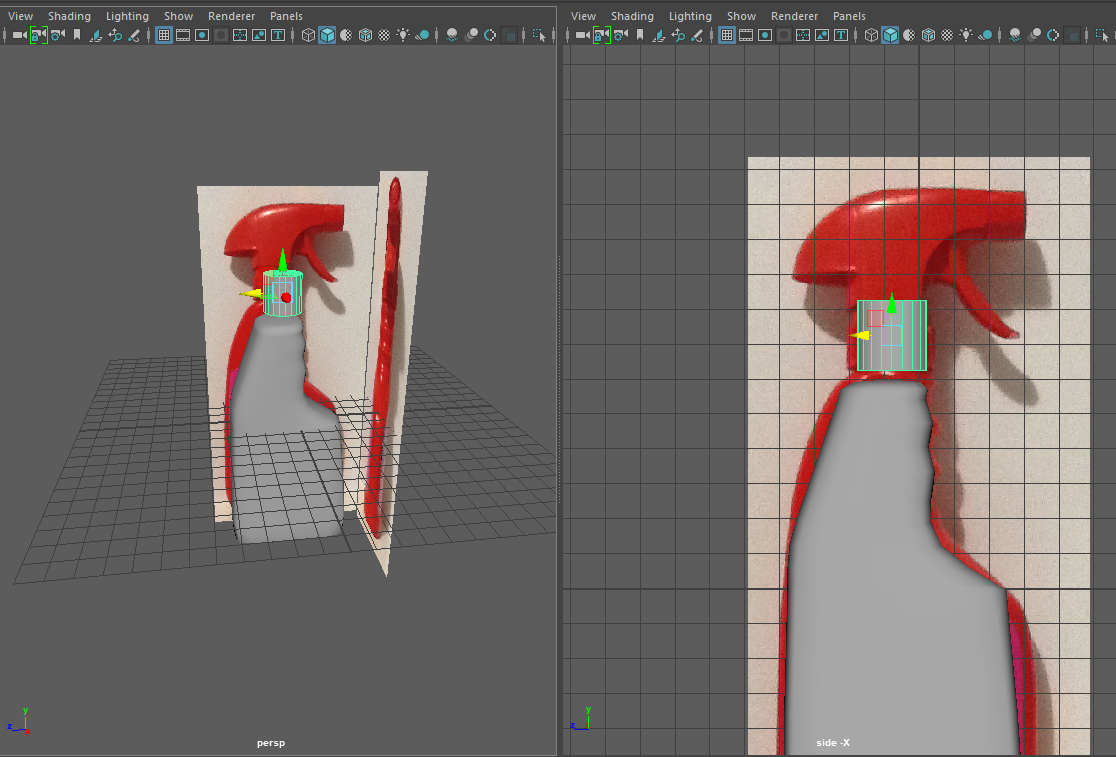 View Shading Lighting Show Renderer Panels
View Shading Lighting Show Renderer Panels
y
z
persp
y
z
side -X